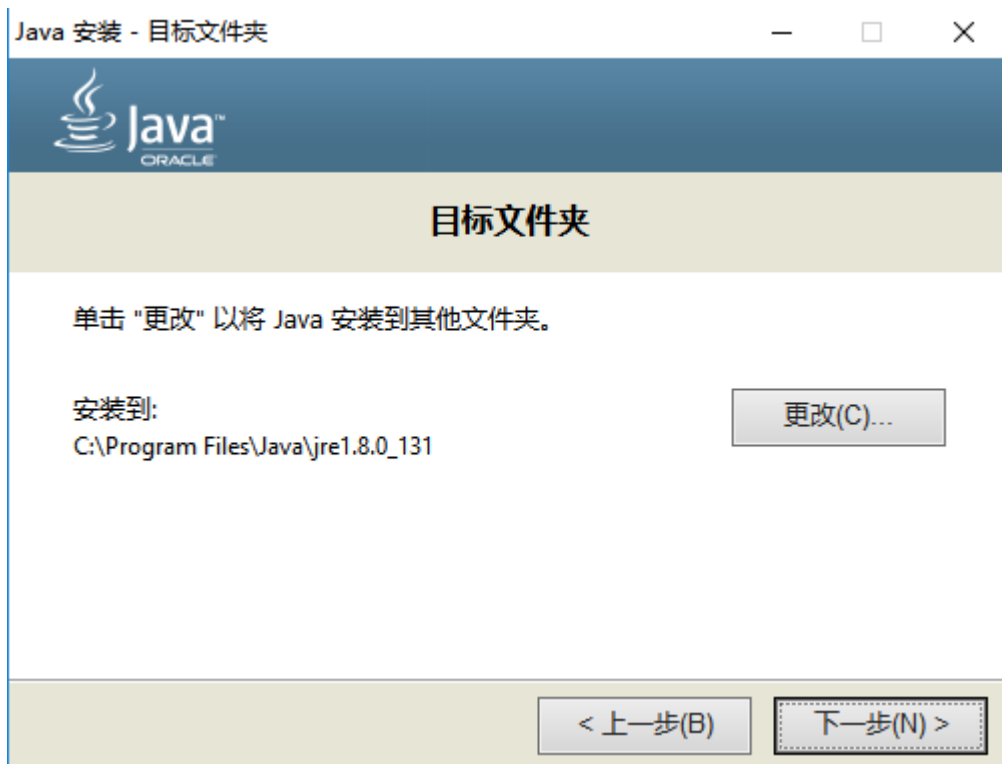 Java 安装 - 目标文件夹
Java™
ORACLE
目标文件夹
单击 "更改" 以将 Java 安装到其他文件夹。
安装到:
更改(C)...
C:\Program Files\Java\jre1.8.0_131
< 上一步(B)
下一步(N) >